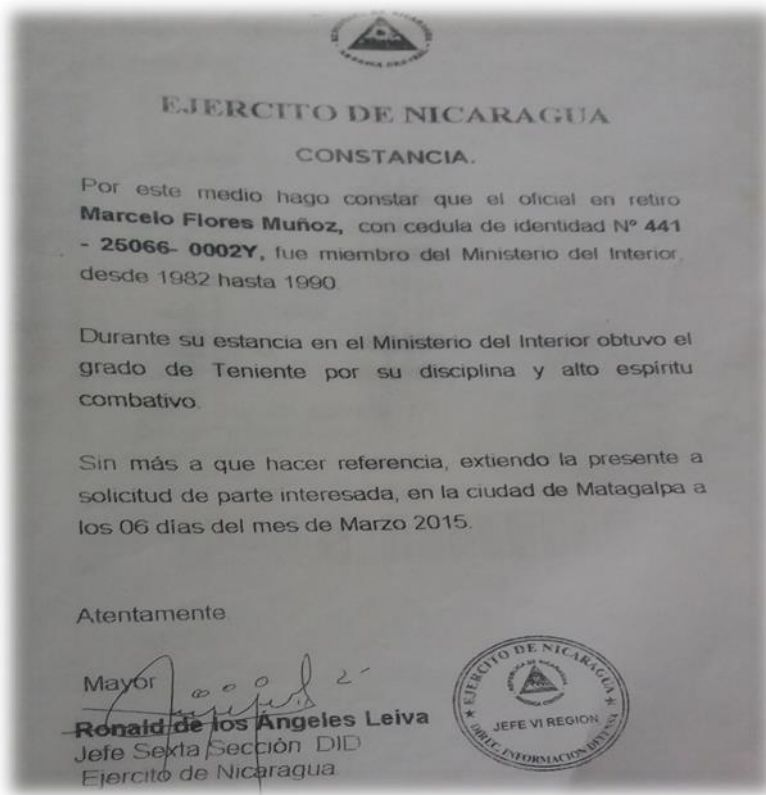 EJERCITO DE NICARAGUA
CONSTANCIA.
Por este medio hago constar que el oficial en retiro
Marcelo Flores Muñoz, con cedula de identidad Nº 441
- 25066- 0002Y, fue miembro del Ministerio del Interior,
desde 1982 hasta 1990.
Durante su estancia en el Ministerio del Interior obtuvo el
grado de Teniente por su disciplina y alto espíritu
combativo.
Sin más a que hacer referencia, extiendo la presente a
solicitud de parte interesada, en la ciudad de Matagalpa a
los 06 días del mes de Marzo 2015.
Atentamente.
Mayor
Ronald de los Ángeles Leiva
Jefe Sexta Sección DID
Ejercito de Nicaragua.
EJERCITO DE NICARAGUA
JEFE VI REGION
DIREC. INFORMACION DEFENSA